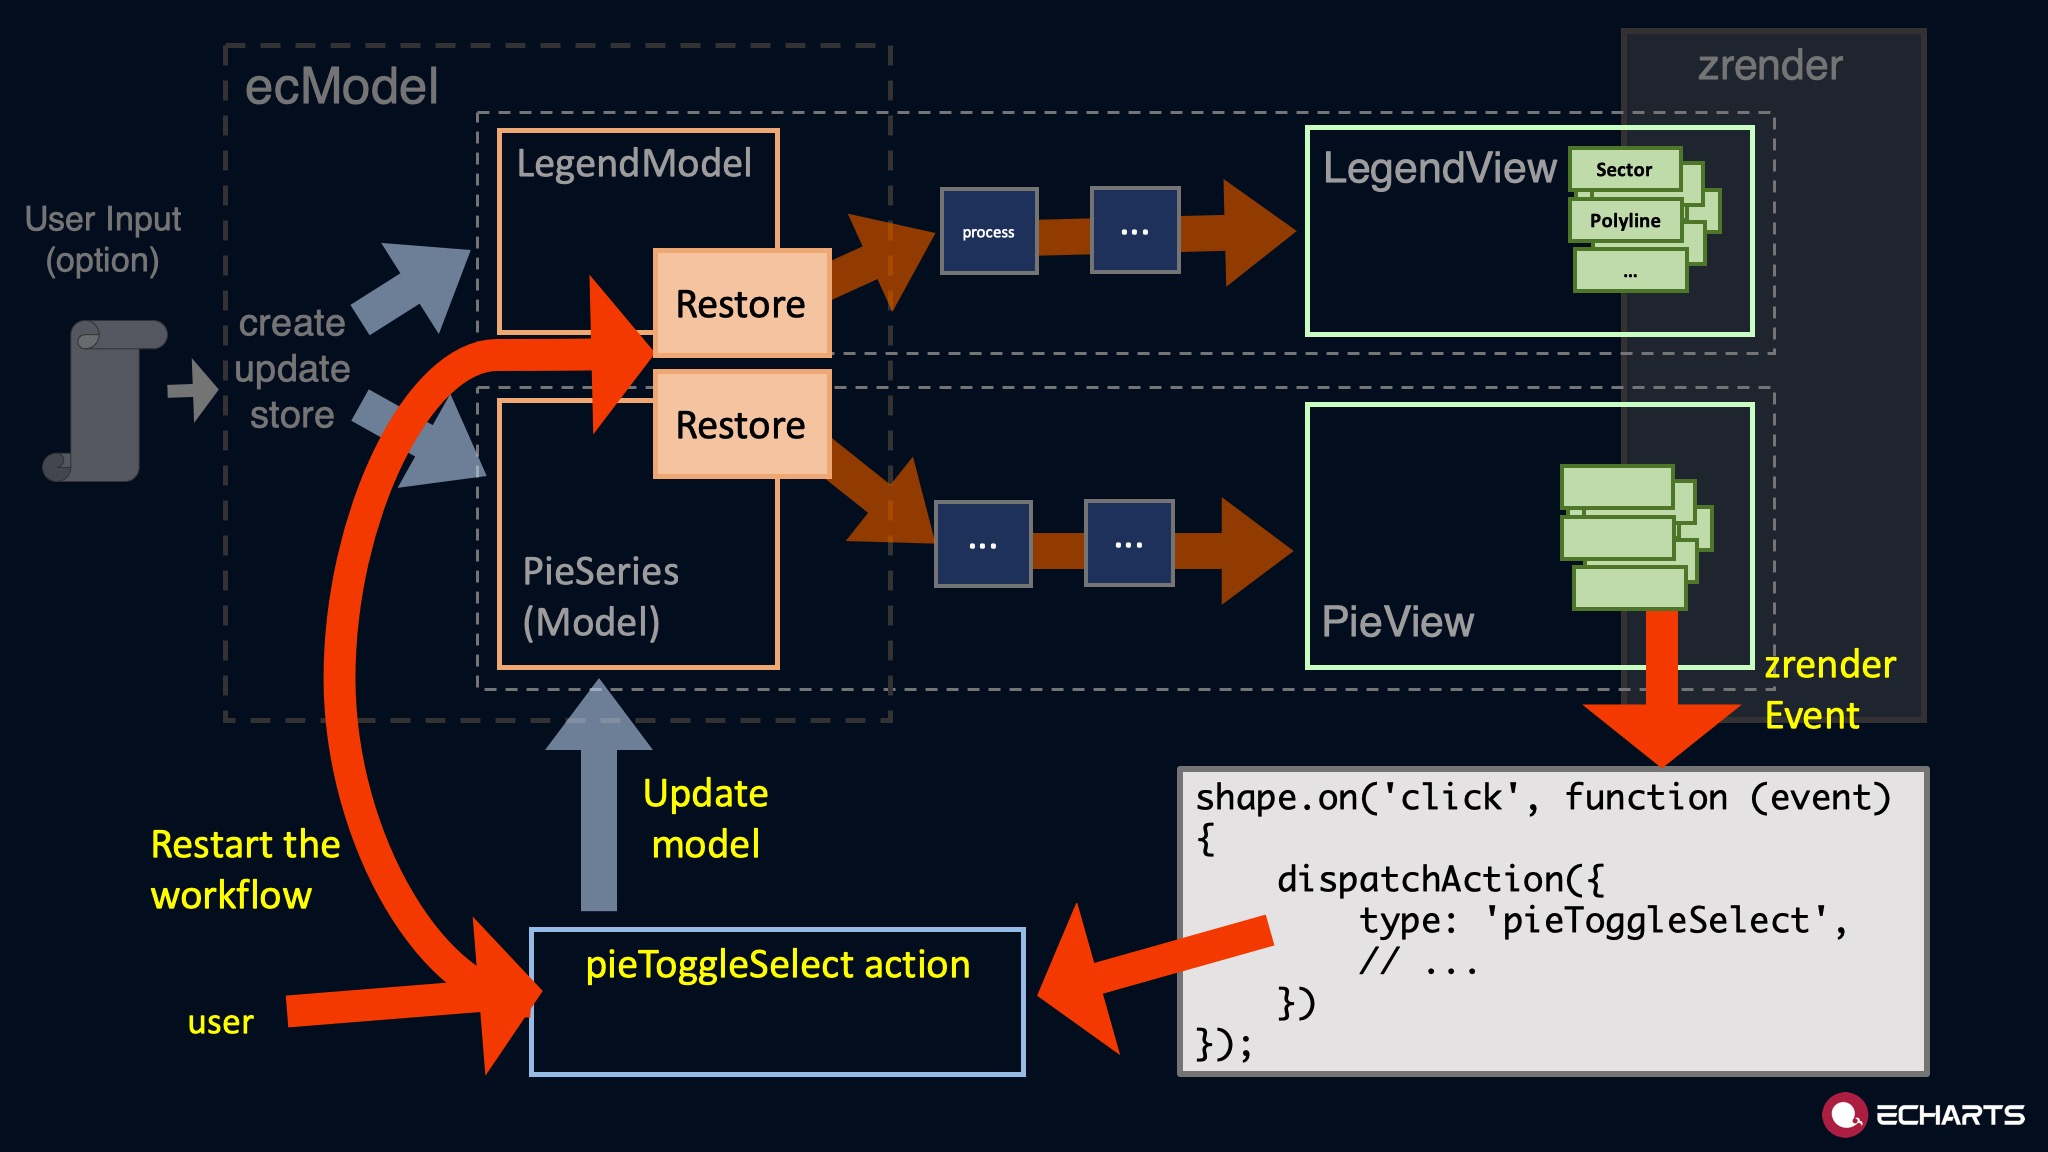 ecModel
zrender
LegendModel
LegendView
Sector
Polyline
...
User Input
(option)
process
...
Restore
create
update
store
Restore
...
...
PieSeries
(Model)
PieView
zrender
Event
Update
model
Restart the
workflow
shape.on('click', function (event)
{
    dispatchAction({
        type: 'pieToggleSelect',
        // ...
    })
});
pieToggleSelect action
user
ECHARTS